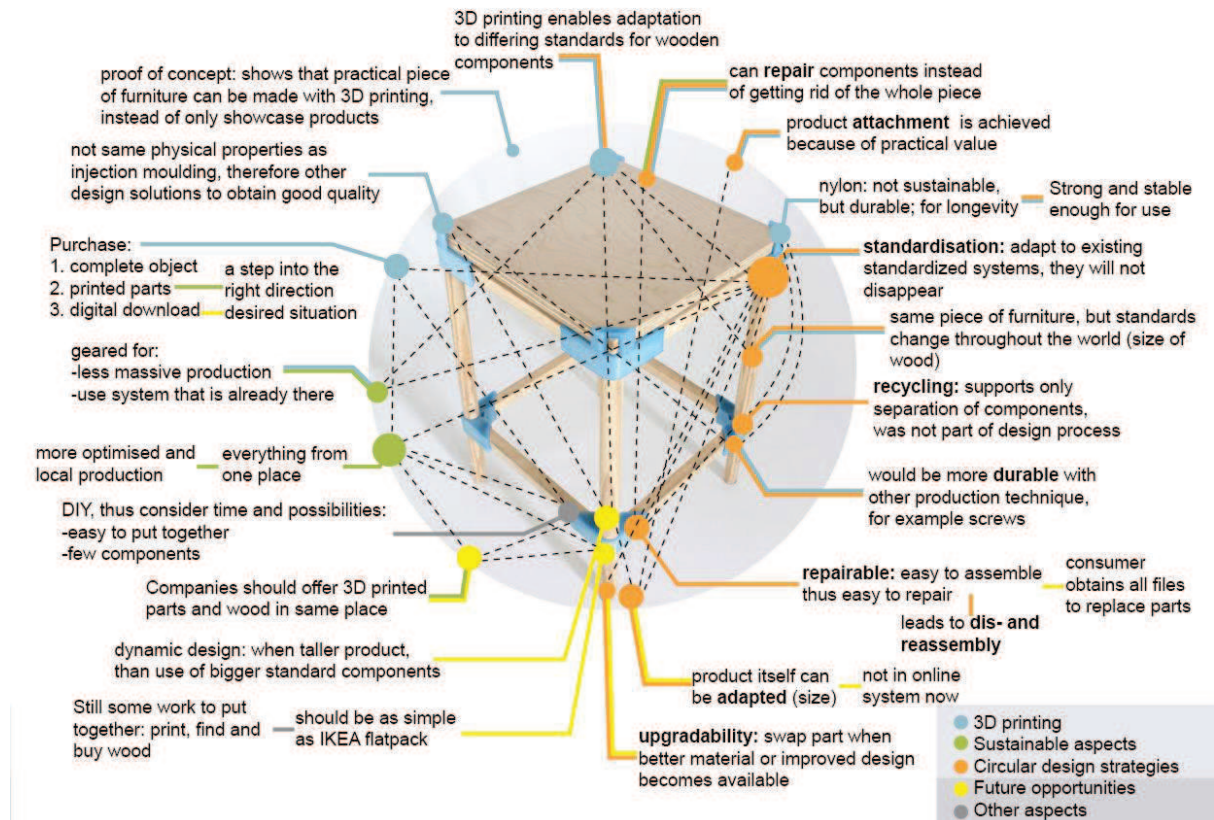 3D printing enables adaptation
to differing standards for wooden
components
proof of concept: shows that practical piece
of furniture can be made with 3D printing,
instead of only showcase products
can repair components instead
of getting rid of the whole piece
product attachment is achieved
because of practical value
not same physical properties as
injection moulding, therefore other
design solutions to obtain good quality
nylon: not sustainable,
but durable; for longevity
Strong and stable
enough for use
Purchase:
1. complete object
2. printed parts
3. digital download
a step into the
right direction
desired situation
standardisation: adapt to existing
standardized systems, they will not
disappear
same piece of furniture, but standards
change throughout the world (size of
wood)
geared for:
-less massive production
-use system that is already there
recycling: supports only
separation of components,
was not part of design process
more optimised and
local production
everything from
one place
would be more durable with
other production technique,
for example screws
DIY, thus consider time and possibilities:
-easy to put together
-few components
Companies should offer 3D printed
parts and wood in same place
repairable: easy to assemble
thus easy to repair
consumer
obtains all files
to replace parts
leads to dis- and
reassembly
dynamic design: when taller product,
than use of bigger standard components
product itself can
be adapted (size)
not in online
system now
Still some work to put
together: print, find and
buy wood
should be as simple
as IKEA flatpack
upgradability: swap part when
better material or improved design
becomes available
3D printing
Sustainable aspects
Circular design strategies
Future opportunities
Other aspects